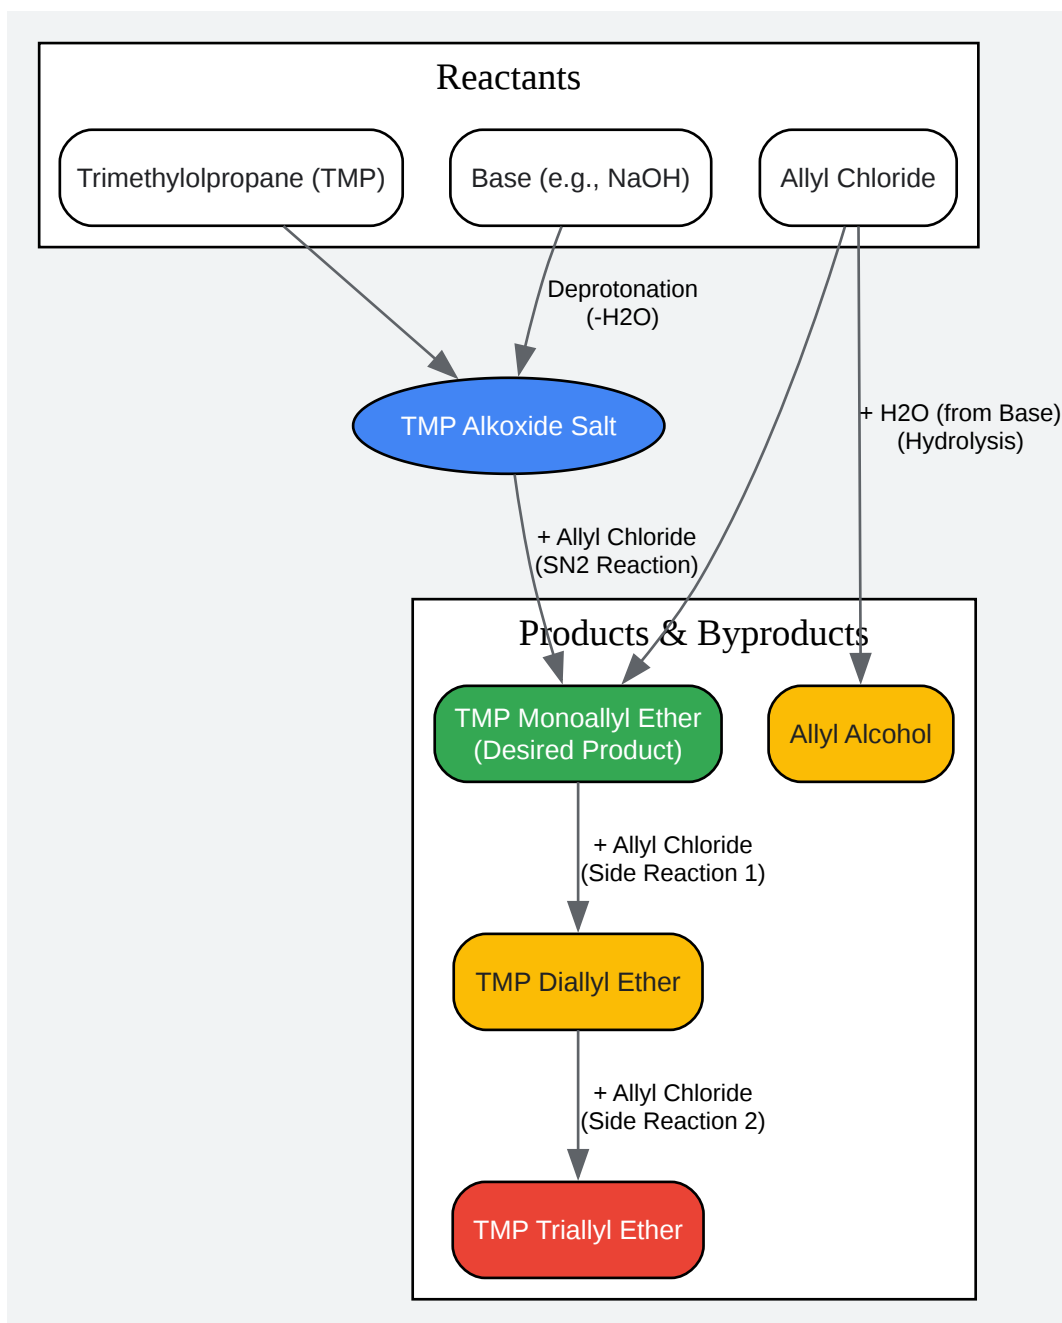 Reactants
Trimethylolpropane (TMP)
Base (e.g., NaOH)
Allyl Chloride
Deprotonation
(-H2O)
TMP Alkoxide Salt
+ H2O (from Base)
(Hydrolysis)
+ Allyl Chloride
(SN2 Reaction)
Products & Byproducts
TMP Monoallyl Ether
(Desired Product)
Allyl Alcohol
+ Allyl Chloride
(Side Reaction 1)
TMP Diallyl Ether
+ Allyl Chloride
(Side Reaction 2)
TMP Triallyl Ether